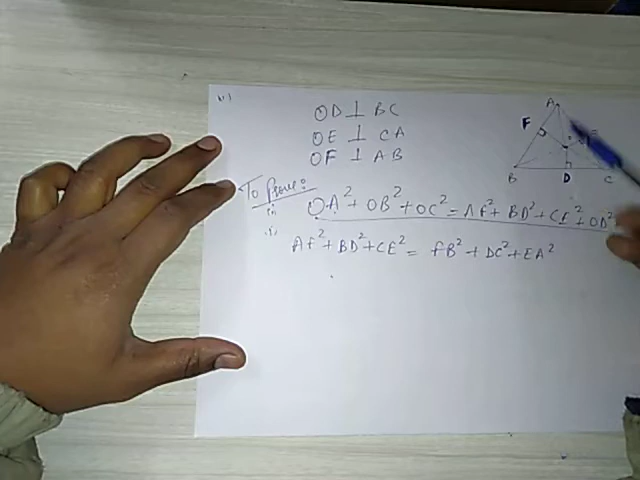 OD ⊥ BC
OE ⊥ CA
OF ⊥ AB
A
F
B
D
C
To Prove:
OA² + OB² + OC² = AF² + BD² + CE² + OD²
AF² + BD² + CE² = FB² + DC² + EA²